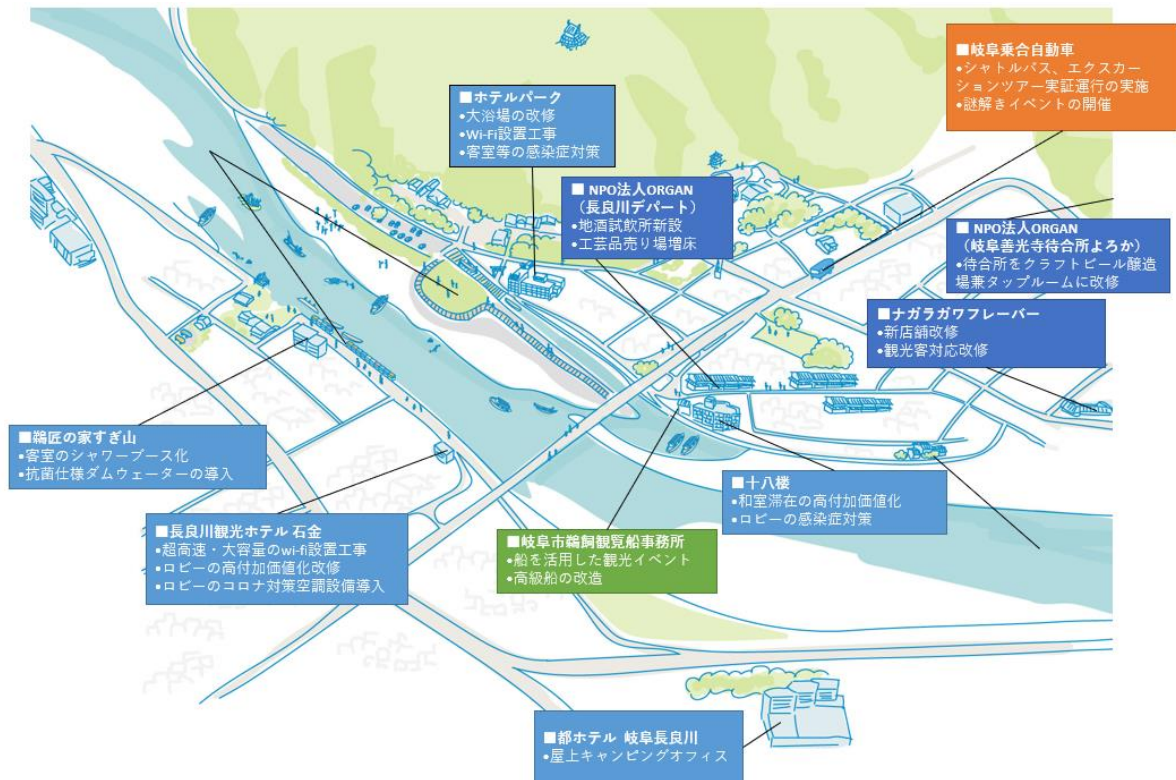 ■岐阜乗合自動車
•シャトルバス、エクスカー
ションツアー実証運行の実施
•謎解きイベントの開催
■ホテルパーク
•大浴場の改修
•Wi-Fi設置工事
•客室等の感染症対策
■ NPO法人ORGAN
（長良川デパート）
•地酒試飲所新設
•工芸品売り場増床
■ NPO法人ORGAN
（岐阜善光寺待合所よろか）
•待合所をクラフトビール醸造
場兼タップルームに改修
■ナガラガワフレーバー
•新店舗改修
•観光客対応改修
■鵜匠の家すぎ山
•客室のシャワーブース化
•抗菌仕様ダムウェーターの導入
■十八楼
•和室滞在の高付加価値化
•ロビーの感染症対策
■長良川観光ホテル 石金
•超高速・大容量のwi-fi設置工事
•ロビーの高付加価値化改修
•ロビーのコロナ対策空調設備導入
■岐阜市鵜飼観覧船事務所
•船を活用した観光イベント
•高級船の改造
■都ホテル 岐阜長良川
•屋上キャンピングオフィス